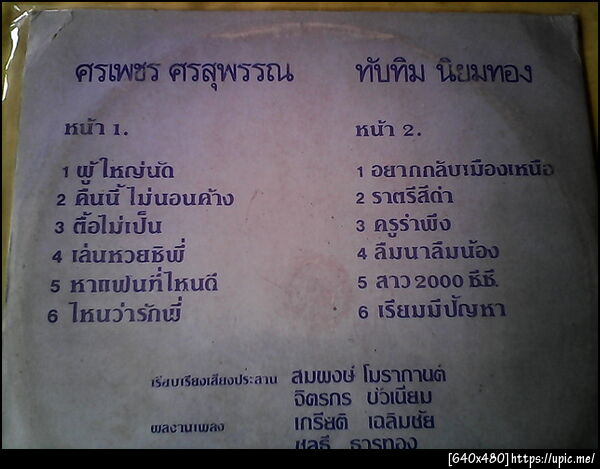 ศรเพชร ศรสุพรรณ
หน้า 1.
1 ผู้ใหญ่นัด
2 คืนนี้ ไม่นอนค้าง
3 ตื้อไม่เป็น
4 เล่นหวยซิพี่
5 หาแฟนที่ไหนดี
6 ไหนว่ารักพี่
ทับทิม นิยมทอง
หน้า 2.
1 อยากกลับเมืองเหนือ
2 ราตรีสีดำ
3 ครูรำพึง
4 ลืมนาลืมน้อง
5 สาว 2000 ซี.ซี.
6 เรียมมีปัญหา
เรียบเรียงเสียงประสาน สมพงษ์ โมรากานต์
จิตรกร บัวเนียม
ผลงานเพลง เกรียติ เฉลิมชัย
ชลธี ธารทอง
[640x480]https://upic.me/